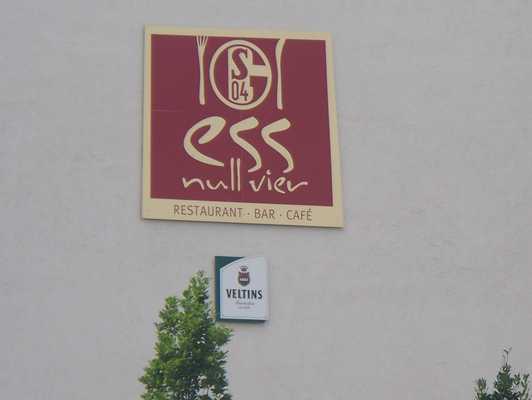 S
04
ess
null vier
RESTAURANT · BAR · CAFÉ
VELTINS